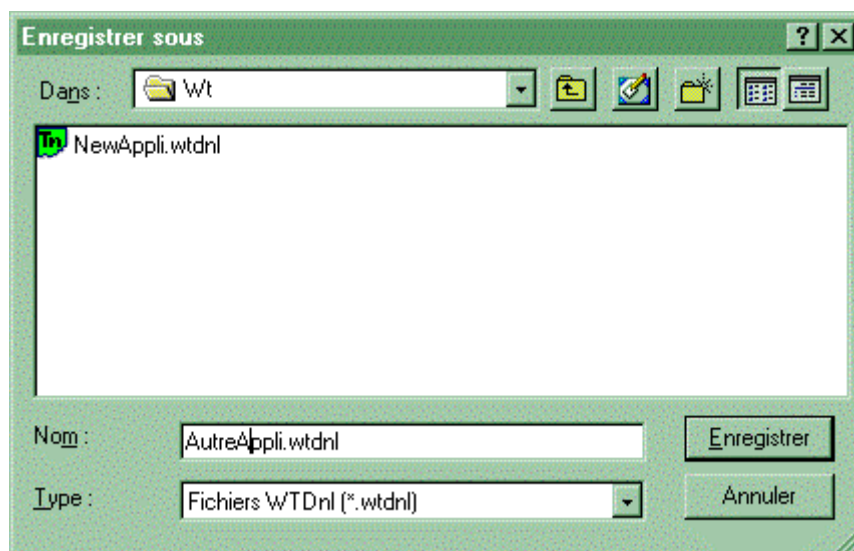 Enregistrer sous
Dans : Wt
NewAppli.wtdnl
Nom : AutreAppli.wtdnl Enregistrer
Type : Fichiers WTDnl (*.wtdnl) Annuler